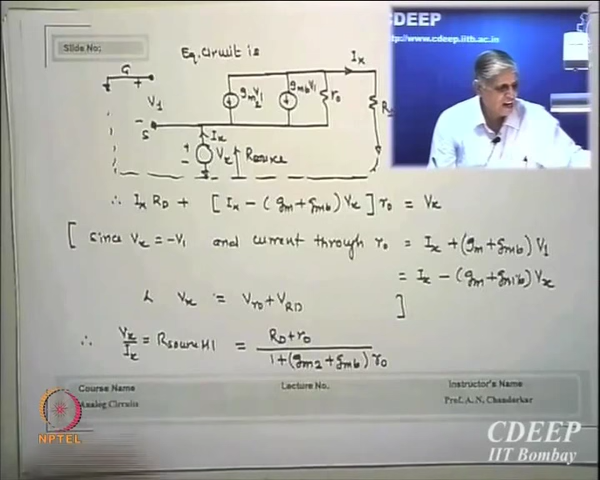 CDEEP
http://www.cdeep.iitb.ac.in
Slide No:
Eq. Circuit is
G
+
V1
-
S
gm2V1
gmbV1
r0
Ix
RD
Ix
+
-
Vx
Rsource
∴ Ix RD + [Ix - (gm + gmb) Vx] r0 = Vx
[ since Vx = -V1 and current through r0 = Ix + (gm + gmb) V1
= Ix - (gm + gmb) Vx
& Vx = Vr0 + VRD ]
∴ Vx/Ix = Rsource M1 = (RD + r0) / (1 + (gm2 + gmb) r0)
Course Name
Analog Circuits
Lecture No.
Instructor's Name
Prof. A. N. Chandorkar
NPTEL
CDEEP
IIT Bombay